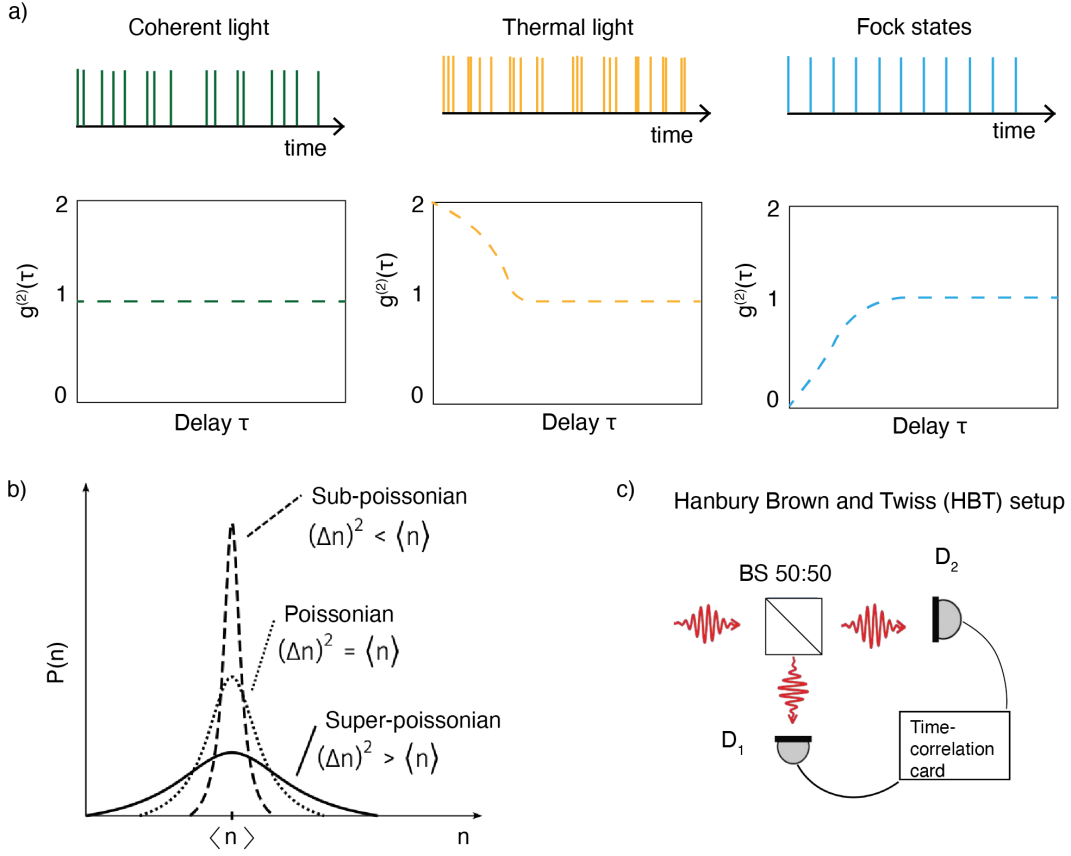 a)
Coherent light
Thermal light
Fock states
time
time
time
2
1
0
g⁽²⁾(τ)
Delay τ
2
1
0
g⁽²⁾(τ)
Delay τ
2
1
0
g⁽²⁾(τ)
Delay τ
b)
P(n)
Sub-poissonian
(Δn)² < ⟨n⟩
Poissonian
(Δn)² = ⟨n⟩
Super-poissonian
(Δn)² > ⟨n⟩
⟨n⟩
n
c)
Hanbury Brown and Twiss (HBT) setup
BS 50:50
D₂
D₁
Time-
correlation
card